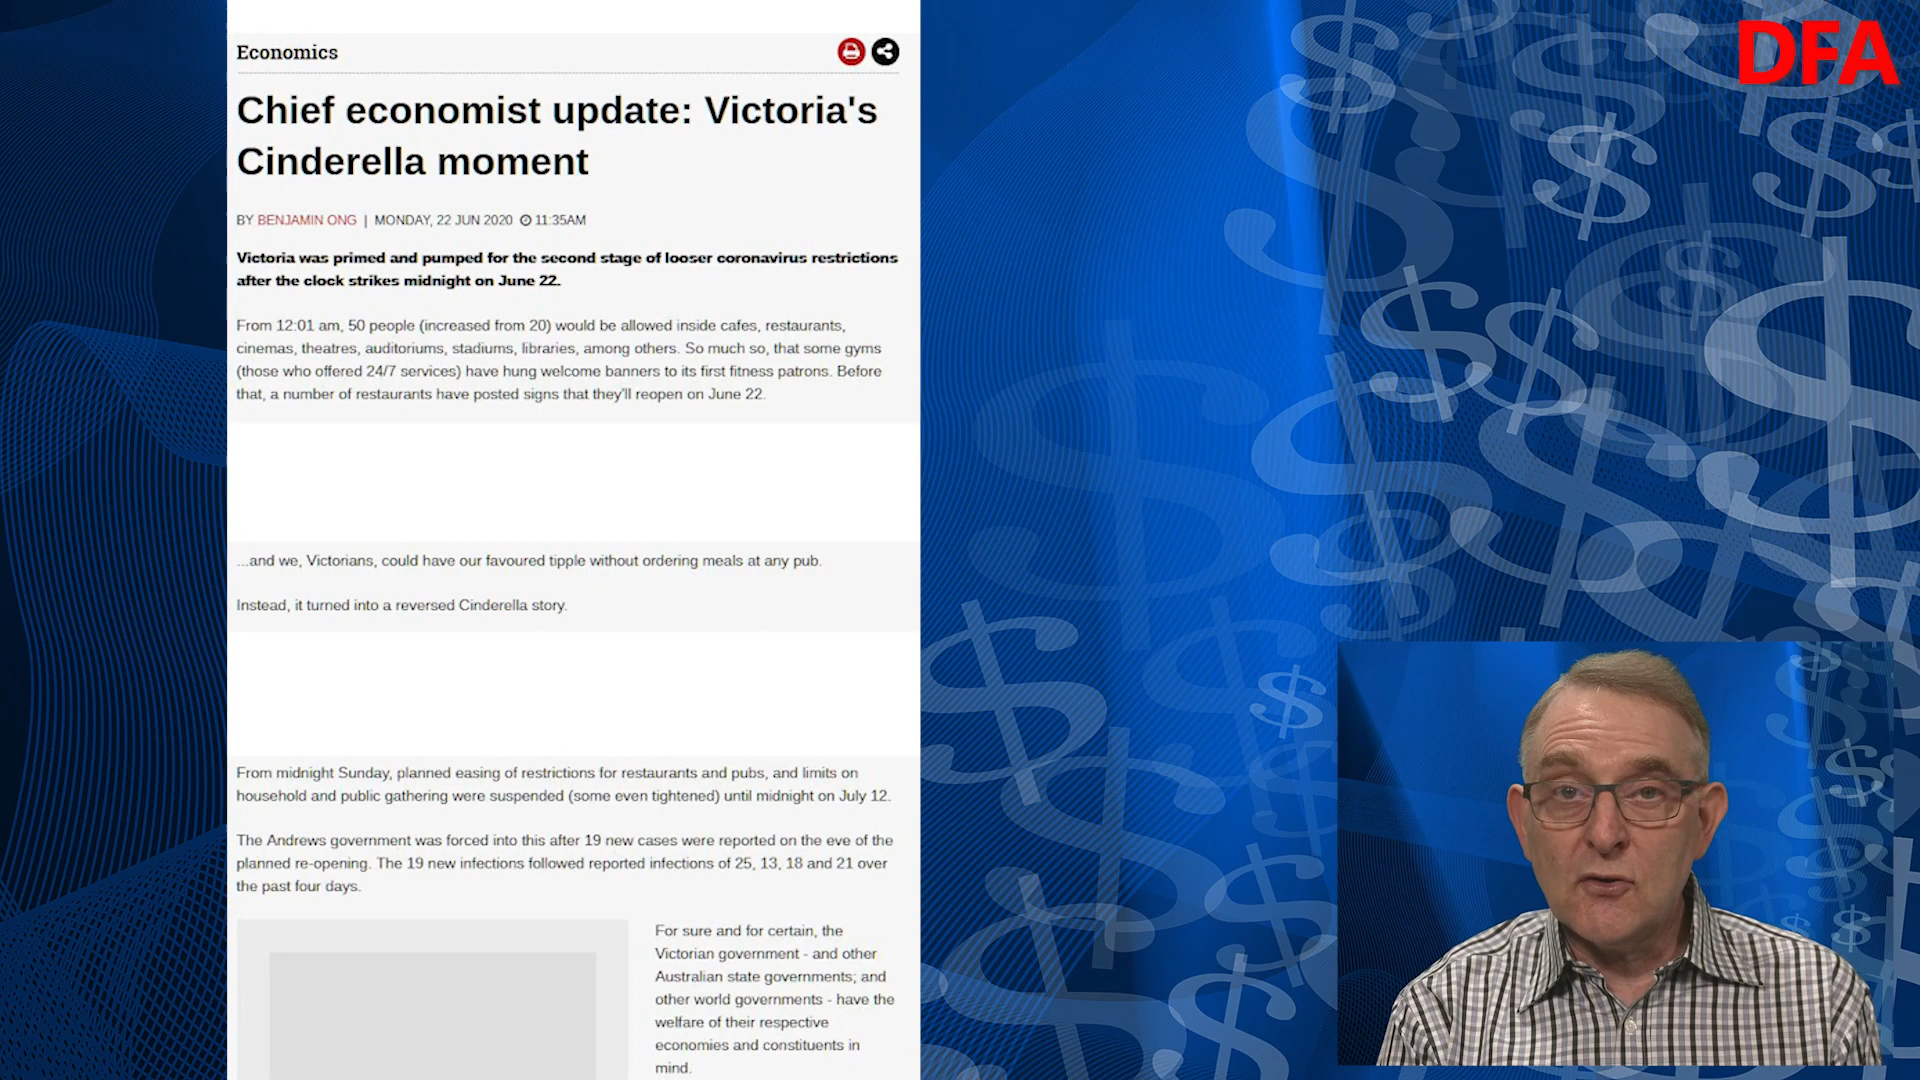 DFA
Economics
Chief economist update: Victoria's
Cinderella moment
BY BENJAMIN ONG | MONDAY, 22 JUN 2020 11:35AM
Victoria was primed and pumped for the second stage of looser coronavirus restrictions
after the clock strikes midnight on June 22.
From 12:01 am, 50 people (increased from 20) would be allowed inside cafes, restaurants,
cinemas, theatres, auditoriums, stadiums, libraries, among others. So much so, that some gyms
(those who offered 24/7 services) have hung welcome banners to its first fitness patrons. Before
that, a number of restaurants have posted signs that they'll reopen on June 22.
...and we, Victorians, could have our favoured tipple without ordering meals at any pub.
Instead, it turned into a reversed Cinderella story.
From midnight Sunday, planned easing of restrictions for restaurants and pubs, and limits on
household and public gathering were suspended (some even tightened) until midnight on July 12.
The Andrews government was forced into this after 19 new cases were reported on the eve of the
planned re-opening. The 19 new infections followed reported infections of 25, 13, 18 and 21 over
the past four days.
For sure and for certain, the
Victorian government - and other
Australian state governments; and
other world governments - have the
welfare of their respective
economies and constituents in
mind.